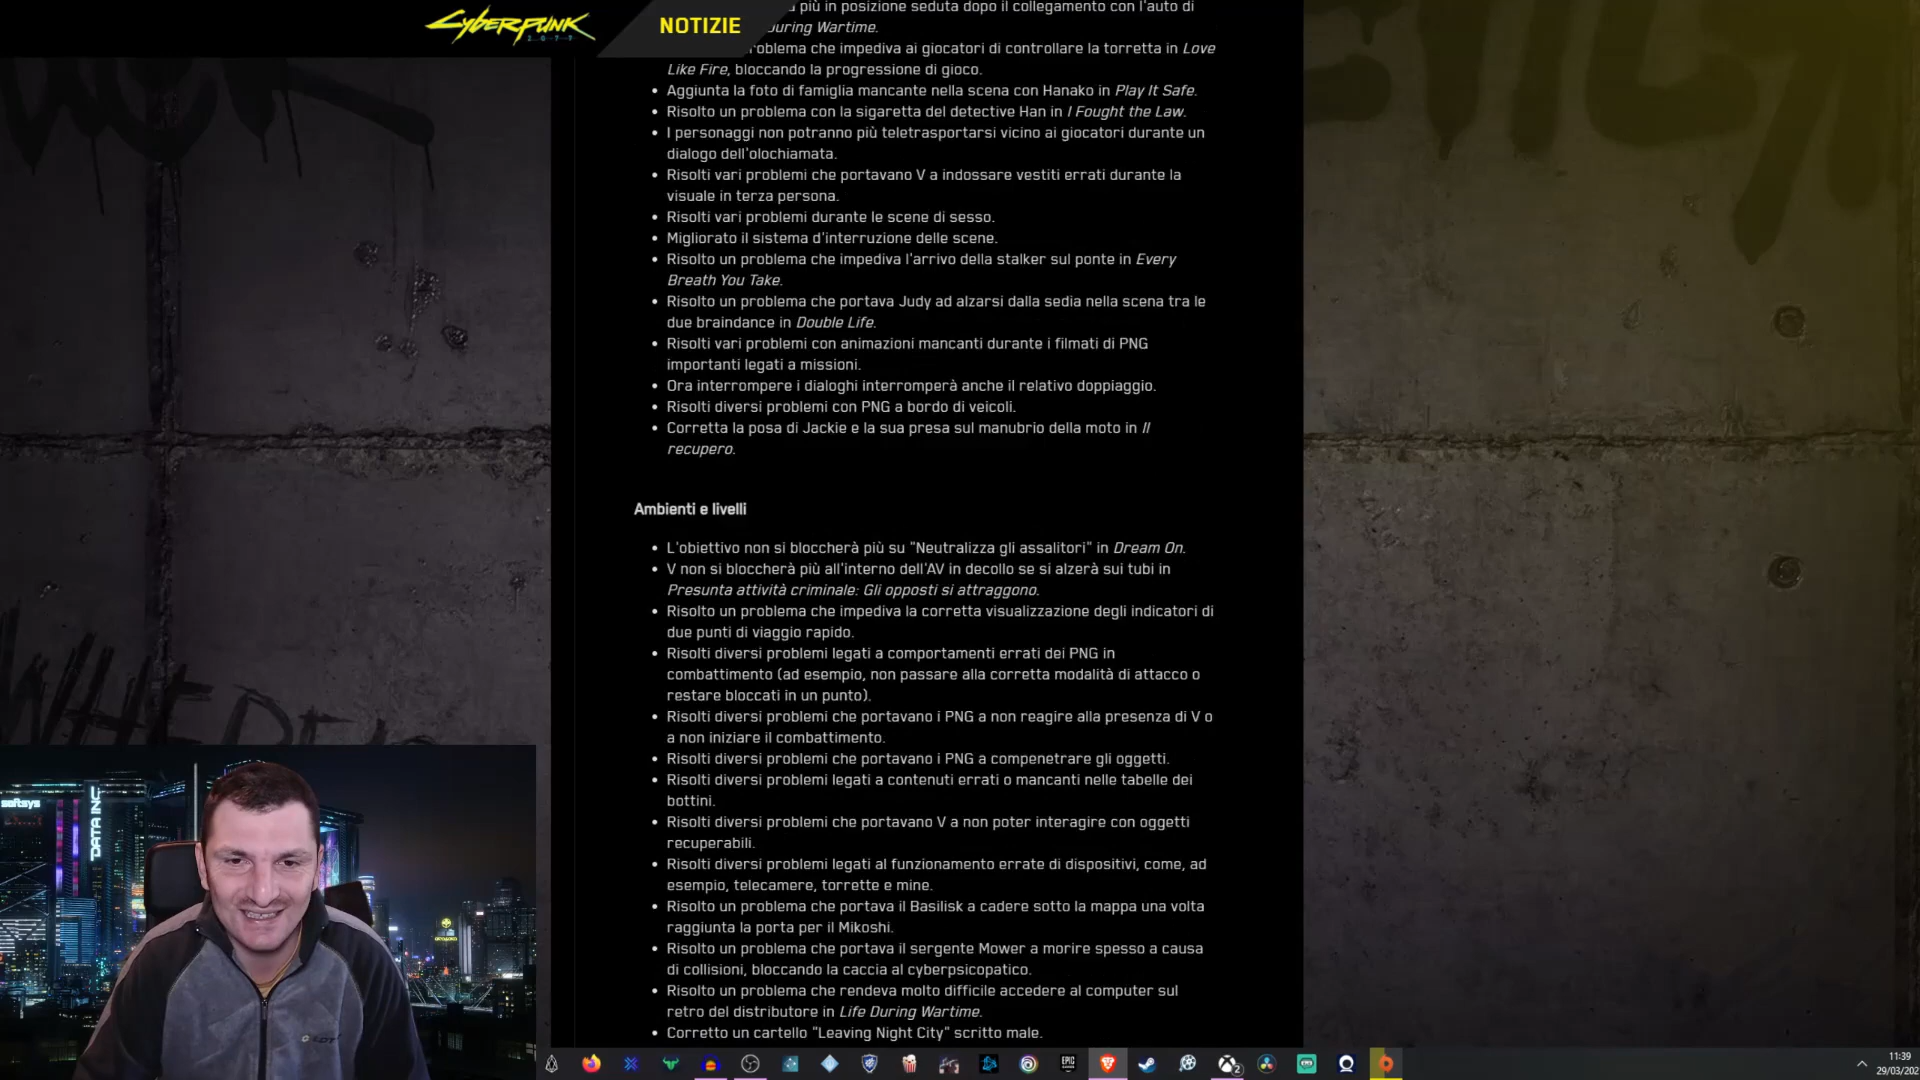 Cyberpunk
2077
NOTIZIE
più in posizione seduta dopo il collegamento con l'auto di
During Wartime.
problema che impediva ai giocatori di controllare la torretta in Love
Like Fire, bloccando la progressione di gioco.
• Aggiunta la foto di famiglia mancante nella scena con Hanako in Play It Safe.
• Risolto un problema con la sigaretta del detective Han in I Fought the Law.
• I personaggi non potranno più teletrasportarsi vicino ai giocatori durante un
dialogo dell'olochiamata.
• Risolti vari problemi che portavano V a indossare vestiti errati durante la
visuale in terza persona.
• Risolti vari problemi durante le scene di sesso.
• Migliorato il sistema d'interruzione delle scene.
• Risolto un problema che impediva l'arrivo della stalker sul ponte in Every
Breath You Take.
• Risolto un problema che portava Judy ad alzarsi dalla sedia nella scena tra le
due braindance in Double Life.
• Risolti vari problemi con animazioni mancanti durante i filmati di PNG
importanti legati a missioni.
• Ora interrompere i dialoghi interromperà anche il relativo doppiaggio.
• Risolti diversi problemi con PNG a bordo di veicoli.
• Corretta la posa di Jackie e la sua presa sul manubrio della moto in Il
recupero.
Ambienti e livelli
• L'obiettivo non si bloccherà più su "Neutralizza gli assalitori" in Dream On.
• V non si bloccherà più all'interno dell'AV in decollo se si alzerà sui tubi in
Presunta attività criminale: Gli opposti si attraggono.
• Risolto un problema che impediva la corretta visualizzazione degli indicatori di
due punti di viaggio rapido.
• Risolti diversi problemi legati a comportamenti errati dei PNG in
combattimento (ad esempio, non passare alla corretta modalità di attacco o
restare bloccati in un punto).
• Risolti diversi problemi che portavano i PNG a non reagire alla presenza di V o
a non iniziare il combattimento.
• Risolti diversi problemi che portavano i PNG a compenetrare gli oggetti.
• Risolti diversi problemi legati a contenuti errati o mancanti nelle tabelle dei
bottini.
• Risolti diversi problemi che portavano V a non poter interagire con oggetti
recuperabili.
• Risolti diversi problemi legati al funzionamento errate di dispositivi, come, ad
esempio, telecamere, torrette e mine.
• Risolto un problema che portava il Basilisk a cadere sotto la mappa una volta
raggiunta la porta per il Mikoshi.
• Risolto un problema che portava il sergente Mower a morire spesso a causa
di collisioni, bloccando la caccia al cyberpsicopatico.
• Risolto un problema che rendeva molto difficile accedere al computer sul
retro del distributore in Life During Wartime.
• Corretto un cartello "Leaving Night City" scritto male.
softsys
DATA INC
EPIC
2
11:39
29/03/202